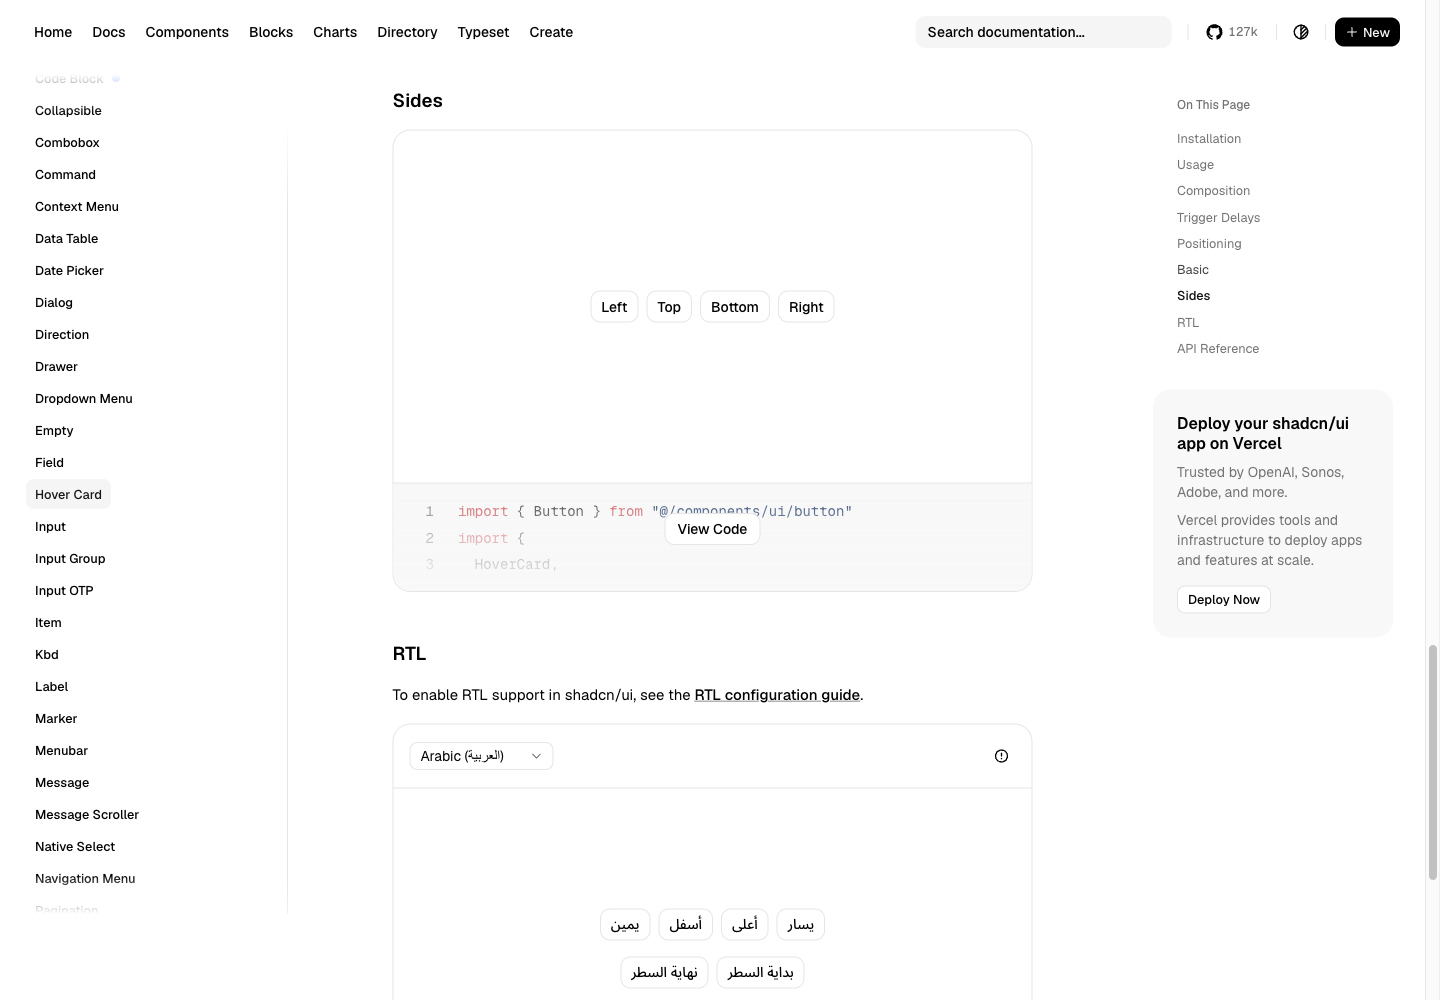 Home Docs Components Blocks Charts Directory Typeset Create
Search documentation...
127k
New
Code Block
Collapsible
Combobox
Command
Context Menu
Data Table
Date Picker
Dialog
Direction
Drawer
Dropdown Menu
Empty
Field
Hover Card
Input
Input Group
Input OTP
Item
Kbd
Label
Marker
Menubar
Message
Message Scroller
Native Select
Navigation Menu
Pagination
Sides
Left Top Bottom Right
1 import { Button } from "@/components/ui/button"
View Code
2 import {
3 HoverCard,
RTL
To enable RTL support in shadcn/ui, see the RTL configuration guide.
Arabic (العربية)
يسار أعلى أسفل يمين
بداية السطر نهاية السطر
On This Page
Installation
Usage
Composition
Trigger Delays
Positioning
Basic
Sides
RTL
API Reference
Deploy your shadcn/ui
app on Vercel
Trusted by OpenAI, Sonos,
Adobe, and more.
Vercel provides tools and
infrastructure to deploy apps
and features at scale.
Deploy Now